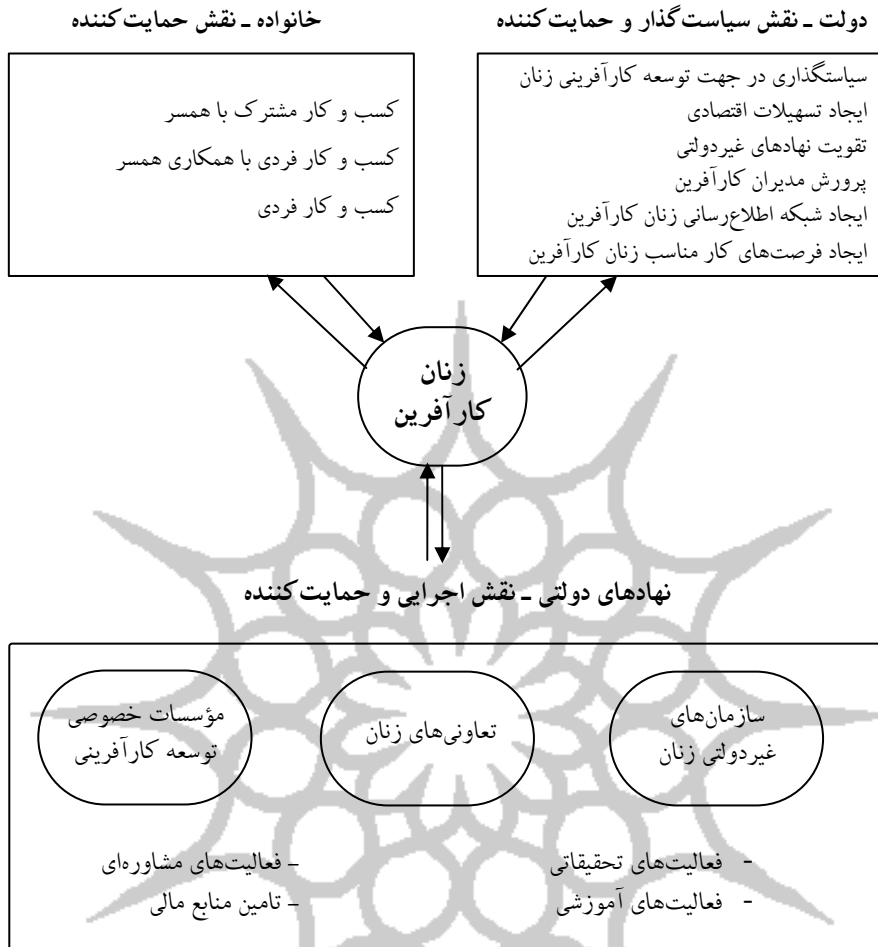 دولت ـ نقش سیاست‌گذار و حمایت‌کننده
سیاستگذاری در جهت توسعه کارآفرینی زنان
ایجاد تسهیلات اقتصادی
تقویت نهادهای غیردولتی
پرورش مدیران کارآفرین
ایجاد شبکه اطلاع‌رسانی زنان کارآفرین
ایجاد فرصت‌های کار مناسب زنان کارآفرین
خانواده ـ نقش حمایت‌کننده
کسب و کار مشترک با همسر
کسب و کار فردی با همکاری همسر
کسب و کار فردی
زنان
کارآفرین
نهادهای دولتی ـ نقش اجرایی و حمایت‌کننده
سازمان‌های
غیردولتی زنان
تعاونی‌های زنان
مؤسسات خصوصی
توسعه کارآفرینی
- فعالیت‌های تحقیقاتی
- فعالیت‌های آموزشی
– فعالیت‌های مشاوره‌ای
– تامین منابع مالی